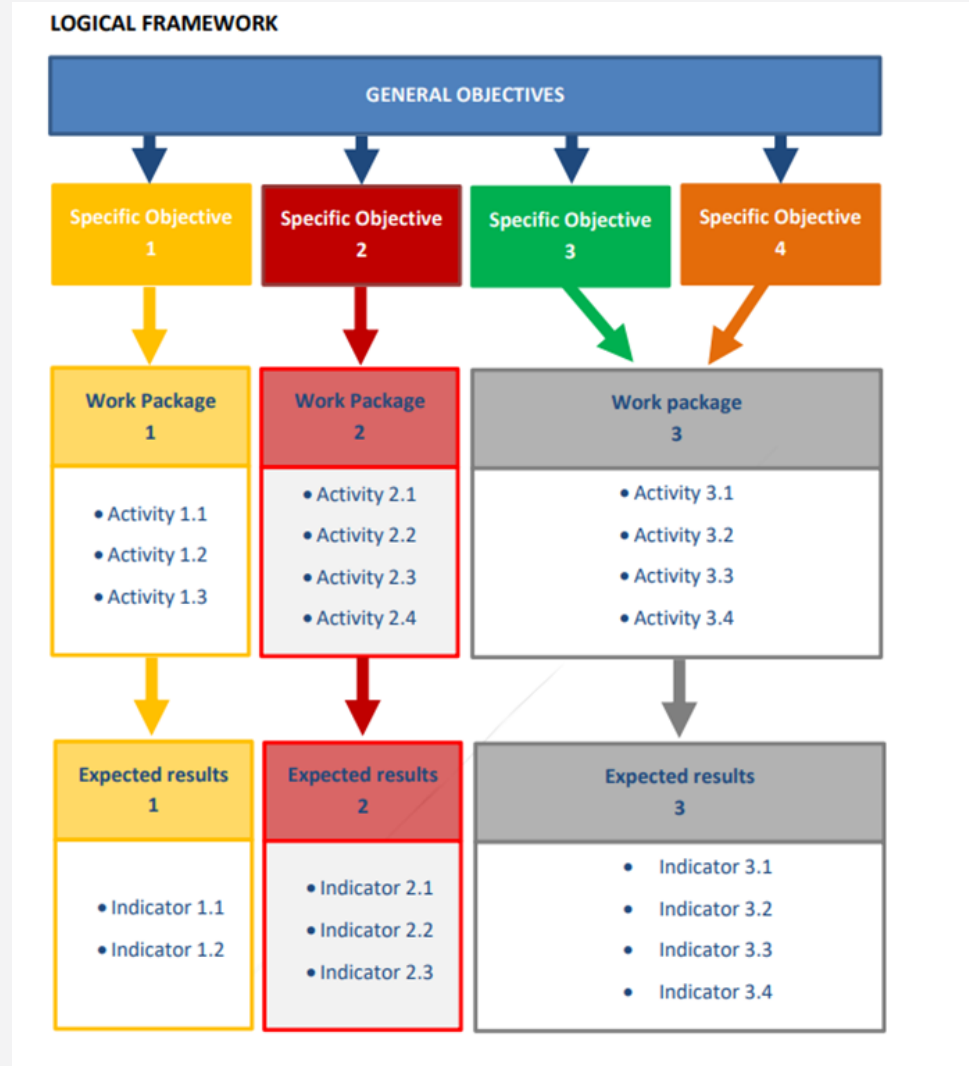 LOGICAL FRAMEWORK
GENERAL OBJECTIVES
Specific Objective
1
Specific Objective
2
Specific Objective
3
Specific Objective
4
Work Package
1
• Activity 1.1
• Activity 1.2
• Activity 1.3
Work Package
2
• Activity 2.1
• Activity 2.2
• Activity 2.3
• Activity 2.4
Work package
3
• Activity 3.1
• Activity 3.2
• Activity 3.3
• Activity 3.4
Expected results
1
• Indicator 1.1
• Indicator 1.2
Expected results
2
• Indicator 2.1
• Indicator 2.2
• Indicator 2.3
Expected results
3
• Indicator 3.1
• Indicator 3.2
• Indicator 3.3
• Indicator 3.4